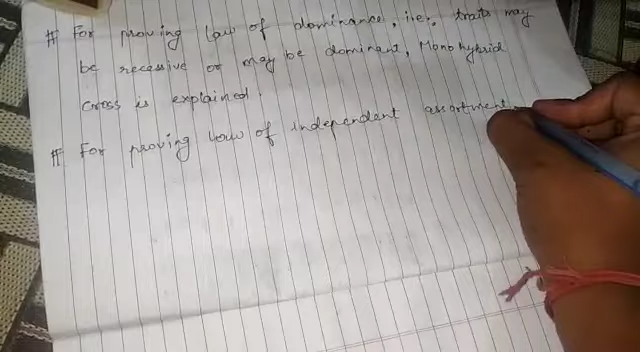 # For proving law of dominance, i.e., traits may
be recessive or may be dominant, Monohybrid
cross is explained.
# For proving law of independent assortment